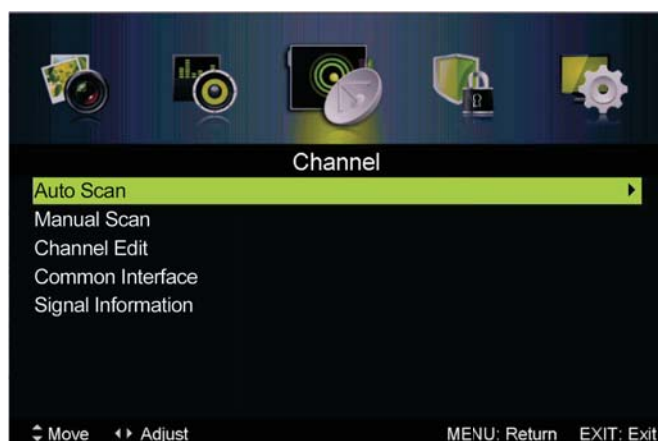 Channel
Auto Scan
Manual Scan
Channel Edit
Common Interface
Signal Information
Move Adjust MENU: Return EXIT: Exit